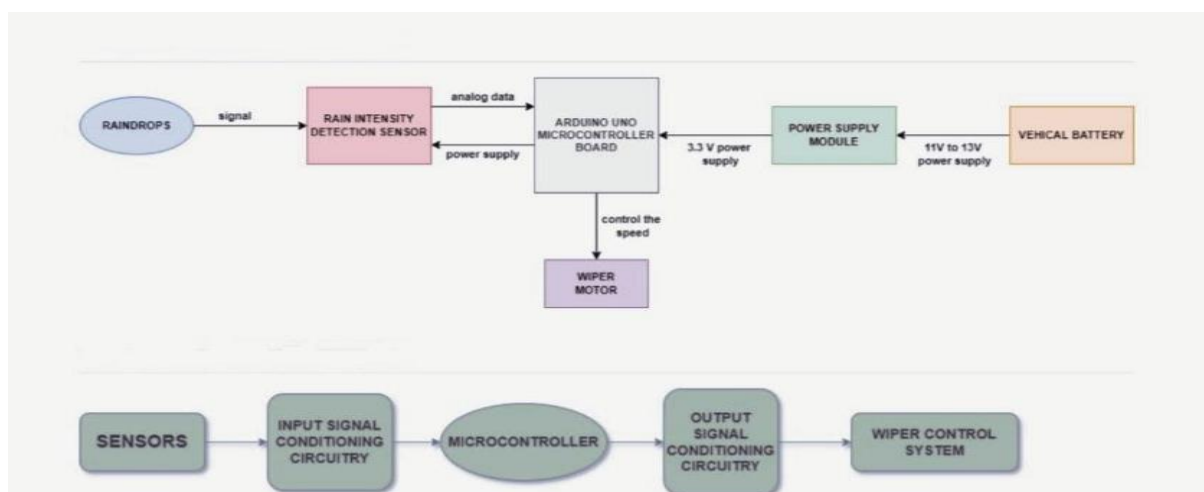 RAINDROPS
signal
RAIN INTENSITY
DETECTION SENSOR
analog data
power supply
ARDUINO UNO
MICROCONTROLLER
BOARD
3.3 V power
supply
POWER SUPPLY
MODULE
11V to 13V
power supply
VEHICAL BATTERY
control the
speed
WIPER
MOTOR
SENSORS
INPUT SIGNAL
CONDITIONING
CIRCUITRY
MICROCONTROLLER
OUTPUT
SIGNAL
CONDITIONING
CIRCUITRY
WIPER CONTROL
SYSTEM